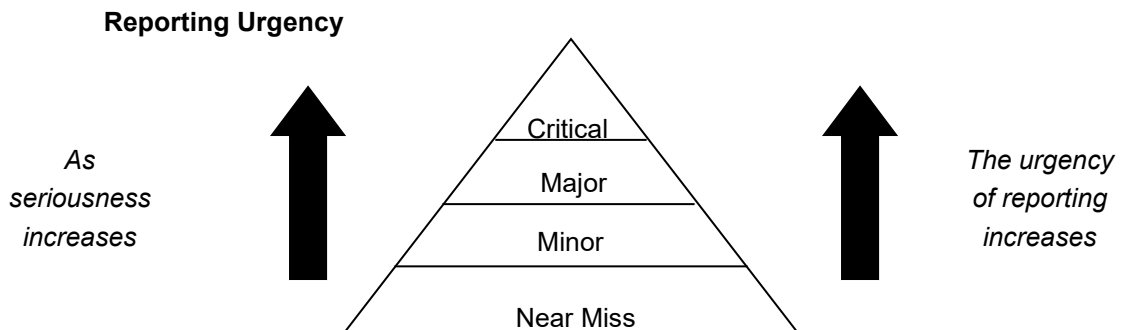 Reporting Urgency
Critical
Major
Minor
Near Miss
As
seriousness
increases
The urgency
of reporting
increases